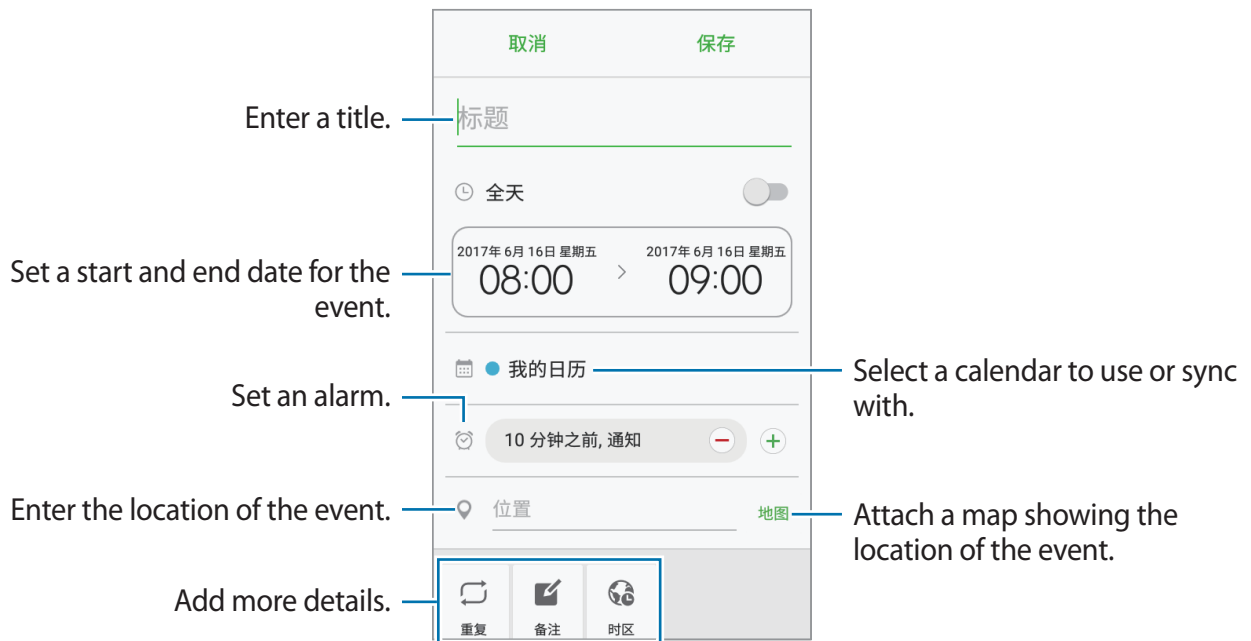 取消 保存
Enter a title.
标题
全天
2017年 6月 16日 星期五 2017年 6月 16日 星期五
Set a start and end date for the
event.
08:00 > 09:00
我的日历
Select a calendar to use or sync
with.
Set an alarm.
10 分钟之前, 通知
Enter the location of the event.
位置
地图
Attach a map showing the
location of the event.
Add more details.
重复 备注 时区